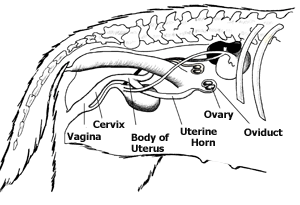 Ovary
Cervix
Oviduct
Vagina
Body of
Uterus
Uterine
Horn